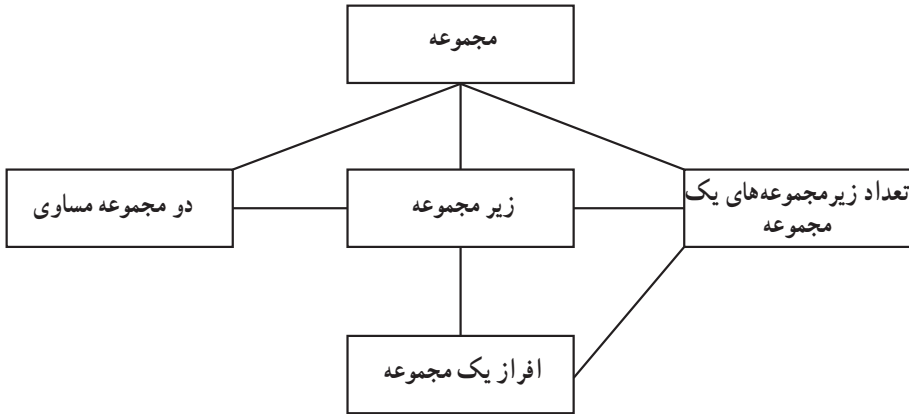 مجموعه
تعداد زیرمجموعه‌های یک
مجموعه
زیر مجموعه
دو مجموعه مساوی
افراز یک مجموعه